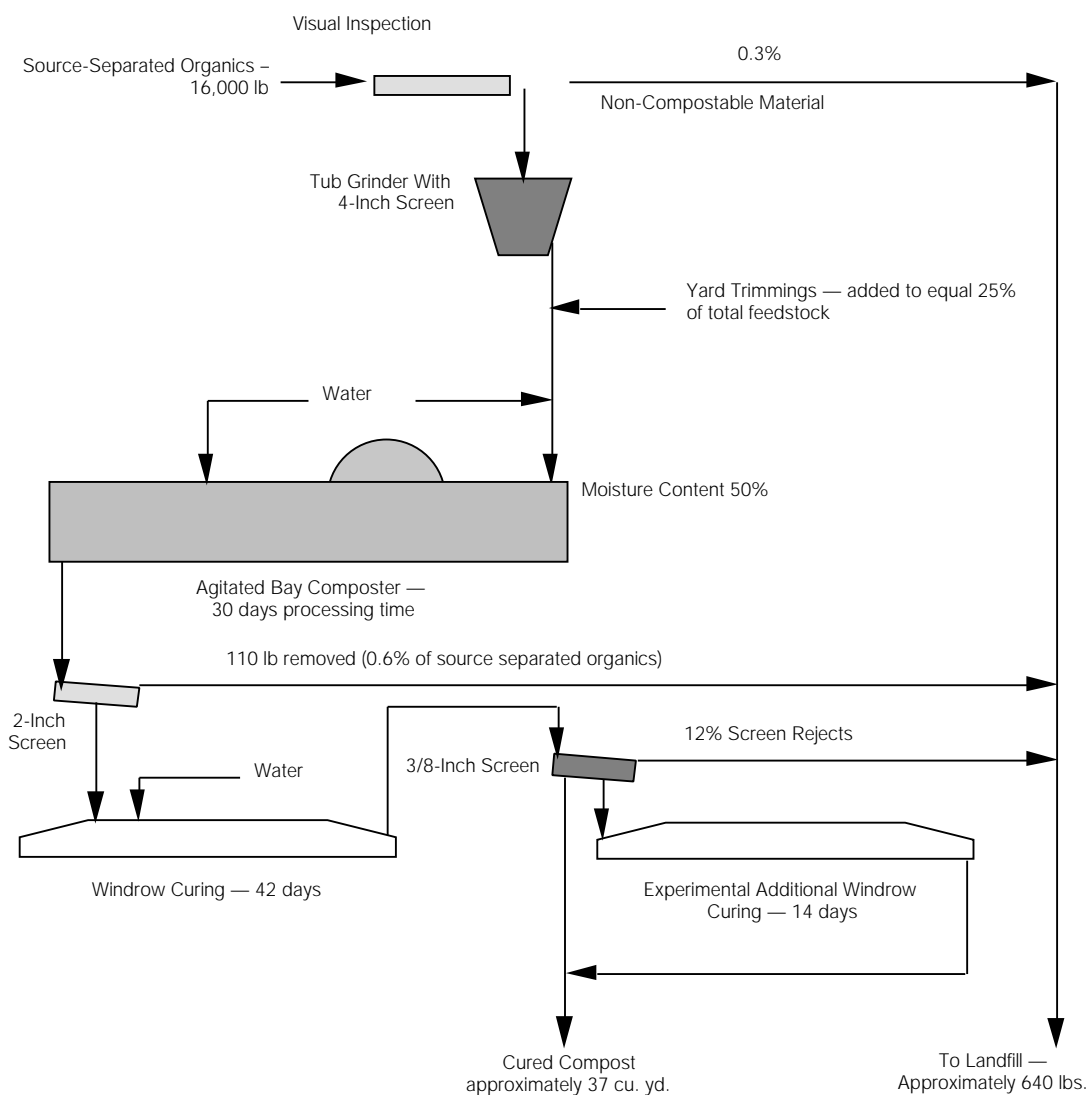 Visual Inspection
Source-Separated Organics –
16,000 lb
0.3%
Non-Compostable Material
Tub Grinder With
4-Inch Screen
Yard Trimmings — added to equal 25%
of total feedstock
Water
Moisture Content 50%
Agitated Bay Composter —
30 days processing time
110 lb removed (0.6% of source separated organics)
2-Inch
Screen
12% Screen Rejects
3/8-Inch Screen
Water
Windrow Curing — 42 days
Experimental Additional Windrow
Curing — 14 days
Cured Compost
approximately 37 cu. yd.
To Landfill —
Approximately 640 lbs.